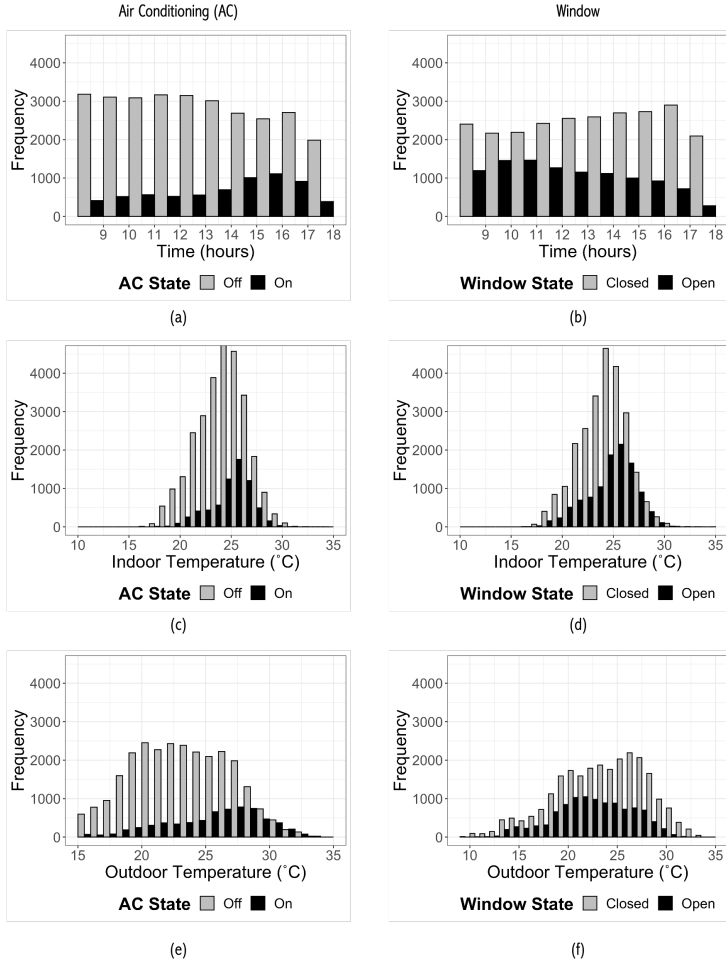 Air Conditioning (AC)
Window
4000
3000
2000
1000
0
Frequency
9 10 11 12 13 14 15 16 17 18
Time (hours)
AC State Off On
(a)
4000
3000
2000
1000
0
Frequency
9 10 11 12 13 14 15 16 17 18
Time (hours)
Window State Closed Open
(b)
4000
3000
2000
1000
0
Frequency
10 15 20 25 30 35
Indoor Temperature (˚C)
AC State Off On
(c)
4000
3000
2000
1000
0
Frequency
10 15 20 25 30 35
Indoor Temperature (˚C)
Window State Closed Open
(d)
4000
3000
2000
1000
0
Frequency
15 20 25 30 35
Outdoor Temperature (˚C)
AC State Off On
(e)
4000
3000
2000
1000
0
Frequency
10 15 20 25 30 35
Outdoor Temperature (˚C)
Window State Closed Open
(f)